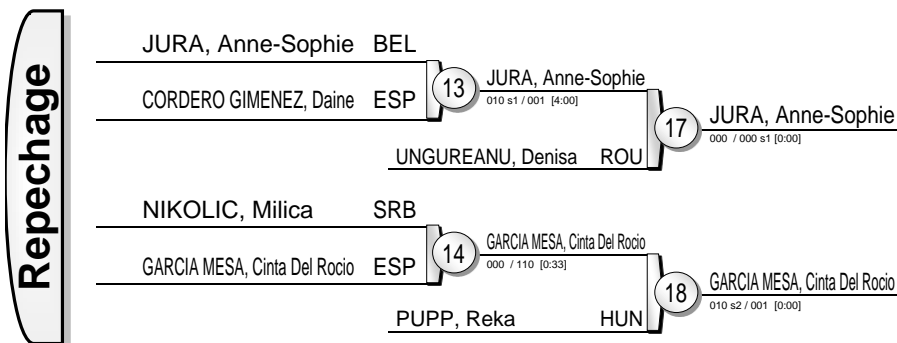 Repechage
JURA, Anne-Sophie BEL
CORDERO GIMENEZ, Daine ESP
13
JURA, Anne-Sophie
010 s1 / 001 [4:00]
UNGUREANU, Denisa ROU
17
JURA, Anne-Sophie
000 / 000 s1 [0:00]
NIKOLIC, Milica SRB
GARCIA MESA, Cinta Del Rocio ESP
14
GARCIA MESA, Cinta Del Rocio
000 / 110 [0:33]
PUPP, Reka HUN
18
GARCIA MESA, Cinta Del Rocio
010 s2 / 001 [0:00]